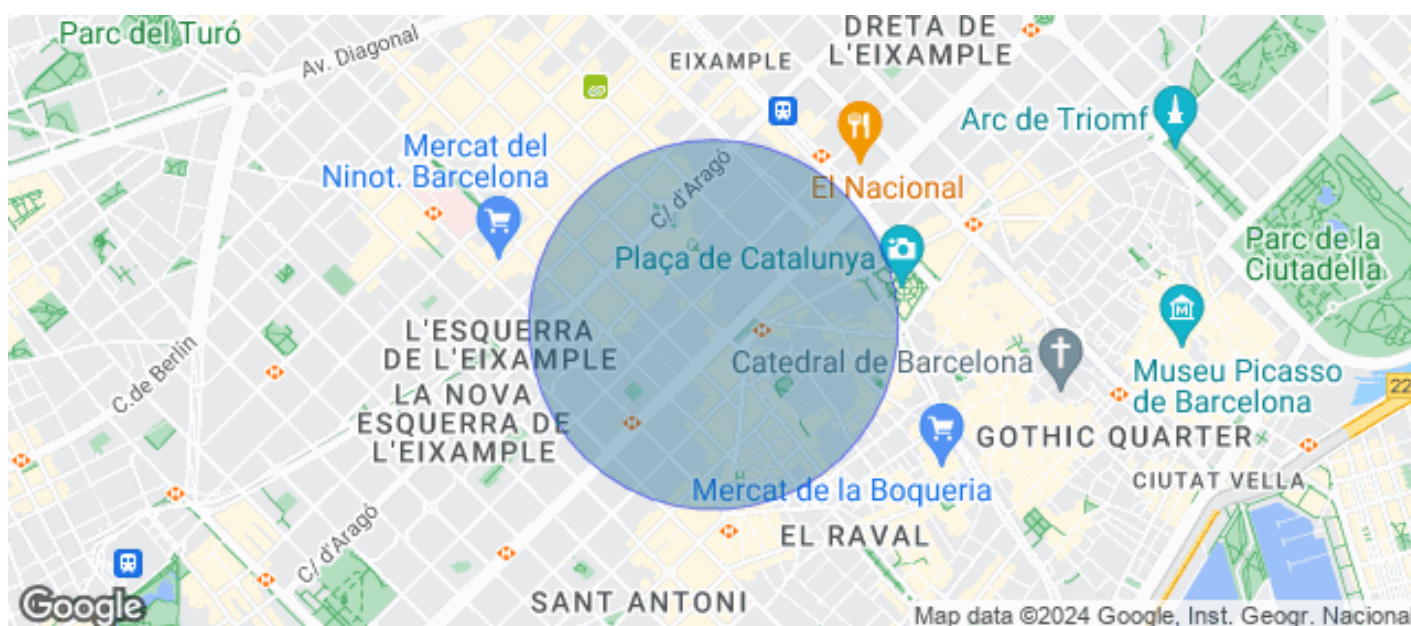 Parc del Turó
Av. Diagonal
EIXAMPLE
DRETA DE
L'EIXAMPLE
Arc de Triomf
Mercat del
Ninot. Barcelona
C/ d'Aragó
El Nacional
Plaça de Catalunya
Parc de la
Ciutadella
L'ESQUERRA
DE L'EIXAMPLE
C. de Berlín
Catedral de Barcelona
Museu Picasso
de Barcelona
22
LA NOVA
ESQUERRA DE
L'EIXAMPLE
GOTHIC QUARTER
CIUTAT VELLA
Mercat de la Boqueria
C/ d'Aragó
EL RAVAL
SANT ANTONI
Google
Map data ©2024 Google, Inst. Geogr. Nacional